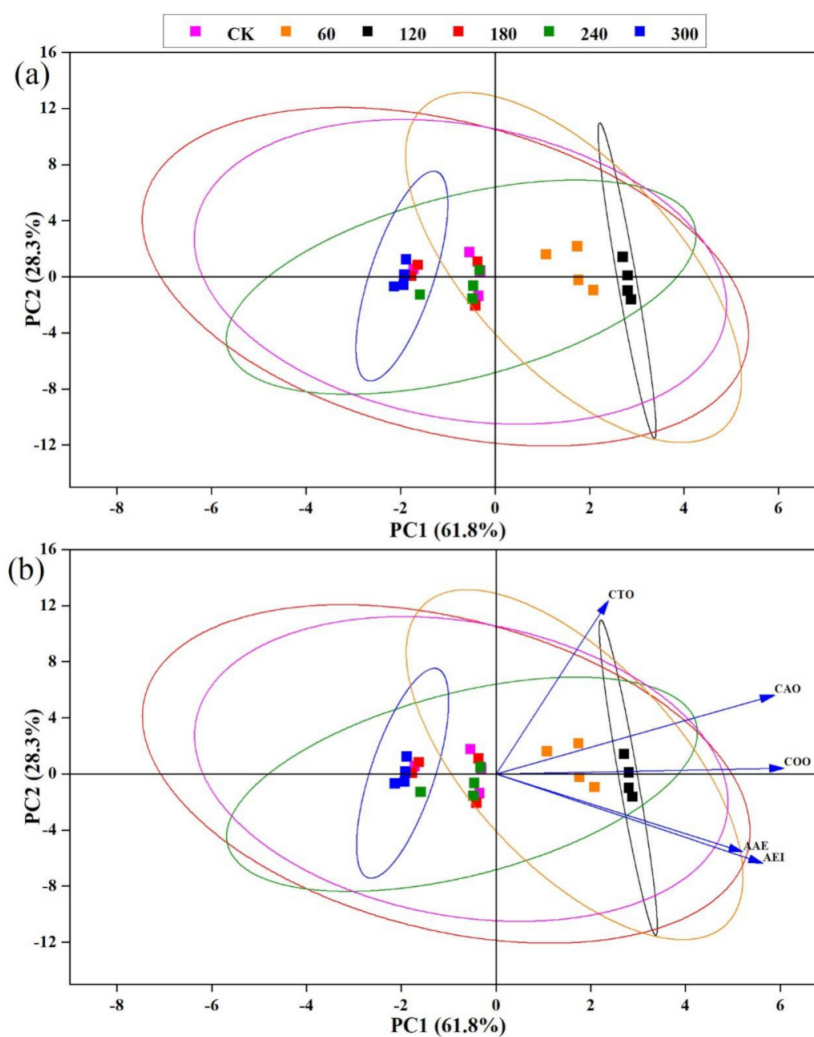 CK 60 120 180 240 300
(a)
16
12
8
4
0
-4
-8
-12
PC2 (28.3%)
-8 -6 -4 -2 0 2 4 6
PC1 (61.8%)
(b)
16
12
8
4
0
-4
-8
-12
PC2 (28.3%)
CTO
CAO
COO
AAE
AEI
-8 -6 -4 -2 0 2 4 6
PC1 (61.8%)